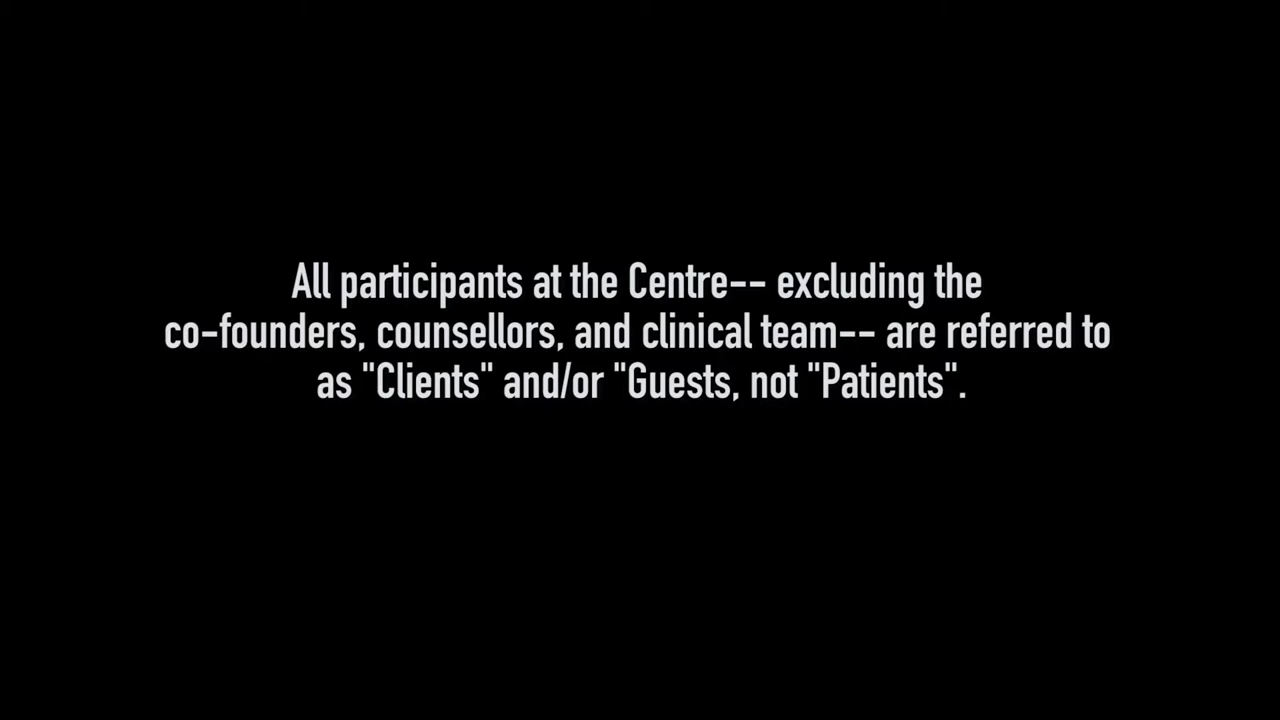 All participants at the Centre-- excluding the
co-founders, counsellors, and clinical team-- are referred to
as "Clients" and/or "Guests, not "Patients".